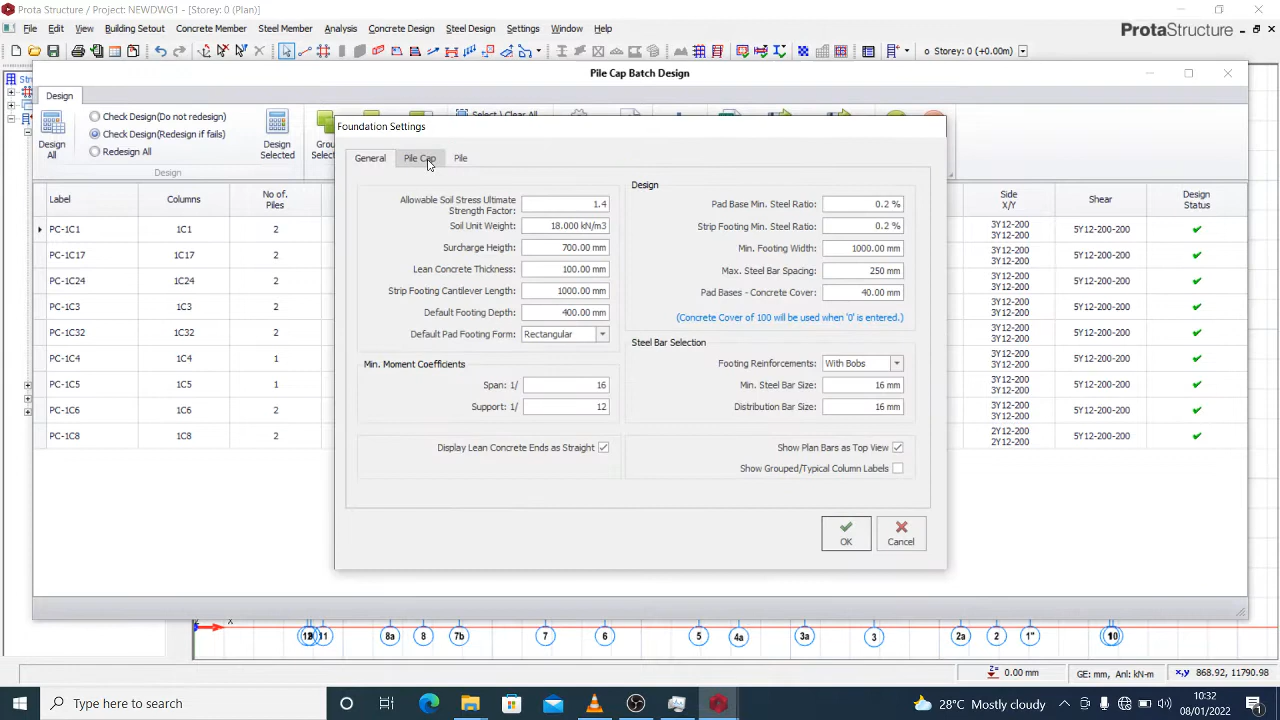 Prota Structure / Project: NEWDWG1 - [Storey: 0 (Plan)]
File Edit View Building Setout Concrete Member Steel Member Analysis Concrete Design Steel Design Settings Window Help
ProtaStructure
Storey: 0 (+0.00m)
Pile Cap Batch Design
Design
Check Design(Do not redesign)
Check Design(Redesign if fails)
Redesign All
Design All
Design Selected
Design
Select \ Clear All
Foundation Settings
General Pile Cap Pile
Allowable Soil Stress Ultimate Strength Factor: 1.4
Soil Unit Weight: 18.000 kN/m3
Surcharge Heigth: 700.00 mm
Lean Concrete Thickness: 100.00 mm
Strip Footing Cantilever Length: 1000.00 mm
Default Footing Depth: 400.00 mm
Default Pad Footing Form: Rectangular
Min. Moment Coefficients
Span: 1/ 16
Support: 1/ 12
Display Lean Concrete Ends as Straight
Design
Pad Base Min. Steel Ratio: 0.2 %
Strip Footing Min. Steel Ratio: 0.2 %
Min. Footing Width: 1000.00 mm
Max. Steel Bar Spacing: 250 mm
Pad Bases - Concrete Cover: 40.00 mm
(Concrete Cover of 100 will be used when '0' is entered.)
Steel Bar Selection
Footing Reinforcements: With Bobs
Min. Steel Bar Size: 16 mm
Distribution Bar Size: 16 mm
Show Plan Bars as Top View
Show Grouped/Typical Column Labels
OK Cancel
Label Columns No of. Piles Side X/Y Shear Design Status
PC-1C1 1C1 2 3Y12-200 3Y12-200 5Y12-200-200
PC-1C17 1C17 2 3Y12-200 3Y12-200 5Y12-200-200
PC-1C24 1C24 2 3Y12-200 3Y12-200 5Y12-200-200
PC-1C3 1C3 2 3Y12-200 3Y12-200 5Y12-200-200
PC-1C32 1C32 2 3Y12-200 3Y12-200 5Y12-200-200
PC-1C4 1C4 1 3Y12-200 3Y12-200 5Y12-200-200
PC-1C5 1C5 1 3Y12-200 3Y12-200 5Y12-200-200
PC-1C6 1C6 2 3Y12-200 3Y12-200 5Y12-200-200
PC-1C8 1C8 2 2Y12-200 2Y12-200 5Y12-200-200
X
11 8a 8 7b 7 6 5 4a 3a 3 2a 2 1" 10
Z= 0.00 mm GE: mm, Anl: kN-m x,y 868.92, 11790.98
Type here to search
28°C Mostly cloudy
10:32
08/01/2022